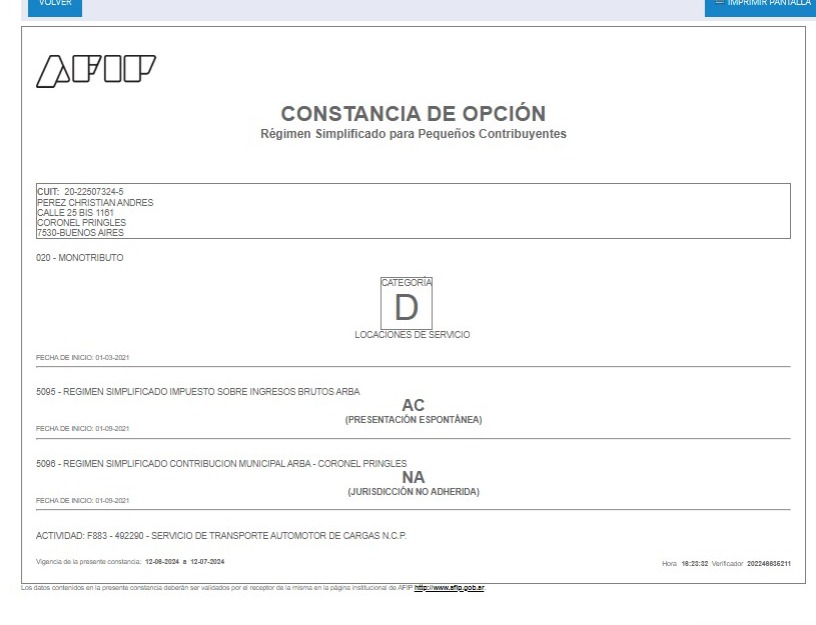 VOLVER
IMPRIMIR PANTALLA
AFIP
CONSTANCIA DE OPCIÓN
Régimen Simplificado para Pequeños Contribuyentes
CUIT: 20-22507324-5
PEREZ CHRISTIAN ANDRES
CALLE 25 BIS 1161
CORONEL PRINGLES
7530-BUENOS AIRES
020 - MONOTRIBUTO
CATEGORÍA
D
LOCACIONES DE SERVICIO
FECHA DE INICIO: 01-03-2021
5095 - REGIMEN SIMPLIFICADO IMPUESTO SOBRE INGRESOS BRUTOS ARBA
AC
(PRESENTACIÓN ESPONTÁNEA)
FECHA DE INICIO: 01-09-2021
5096 - REGIMEN SIMPLIFICADO CONTRIBUCION MUNICIPAL ARBA - CORONEL PRINGLES
NA
(JURISDICCIÓN NO ADHERIDA)
FECHA DE INICIO: 01-09-2021
ACTIVIDAD: F883 - 492290 - SERVICIO DE TRANSPORTE AUTOMOTOR DE CARGAS N.C.P.
Vigencia de la presente constancia: 12-06-2024 a 12-07-2024
Hora 16:23:32 Verificador 202246635211
Los datos contenidos en la presente constancia deberán ser validados por el receptor de la misma en la página institucional de AFIP http://www.afip.gob.ar.